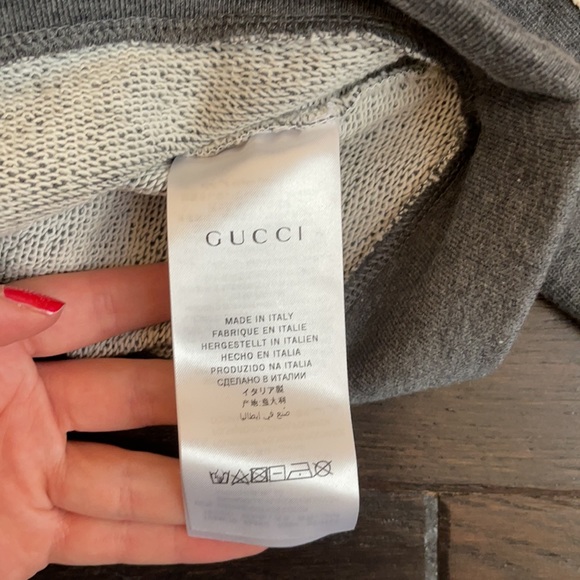 GUCCI
MADE IN ITALY
FABRIQUE EN ITALIE
HERGESTELLT IN ITALIEN
HECHO EN ITALIA
PRODUZIDO NA ITALIA
СДЕЛАНО В ИТАЛИИ
イタリア製
产地:意大利
صُنع في إيطاليا